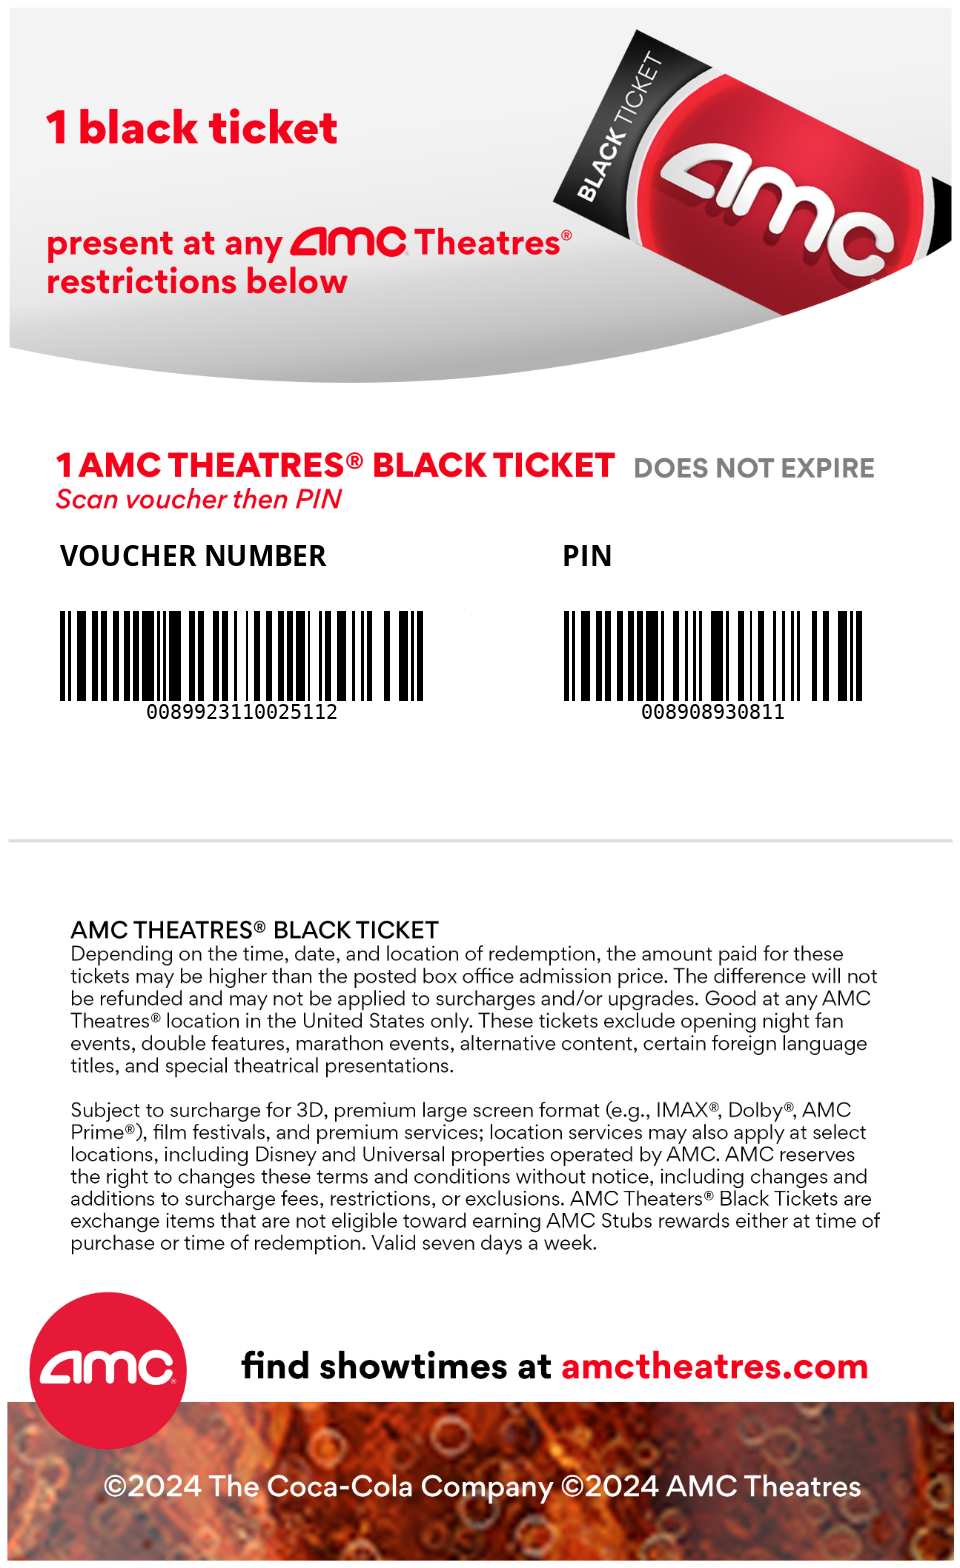 BLACK TICKET
amc
1 black ticket
present at any amc Theatres®
restrictions below
1 AMC THEATRES® BLACK TICKET DOES NOT EXPIRE
Scan voucher then PIN
VOUCHER NUMBER PIN
0089923110025112 008908930811
AMC THEATRES® BLACK TICKET
Depending on the time, date, and location of redemption, the amount paid for these
tickets may be higher than the posted box office admission price. The difference will not
be refunded and may not be applied to surcharges and/or upgrades. Good at any AMC
Theatres® location in the United States only. These tickets exclude opening night fan
events, double features, marathon events, alternative content, certain foreign language
titles, and special theatrical presentations.
Subject to surcharge for 3D, premium large screen format (e.g., IMAX®, Dolby®, AMC
Prime®), film festivals, and premium services; location services may also apply at select
locations, including Disney and Universal properties operated by AMC. AMC reserves
the right to changes these terms and conditions without notice, including changes and
additions to surcharge fees, restrictions, or exclusions. AMC Theaters® Black Tickets are
exchange items that are not eligible toward earning AMC Stubs rewards either at time of
purchase or time of redemption. Valid seven days a week.
amc®
find showtimes at amctheatres.com
©2024 The Coca-Cola Company ©2024 AMC Theatres